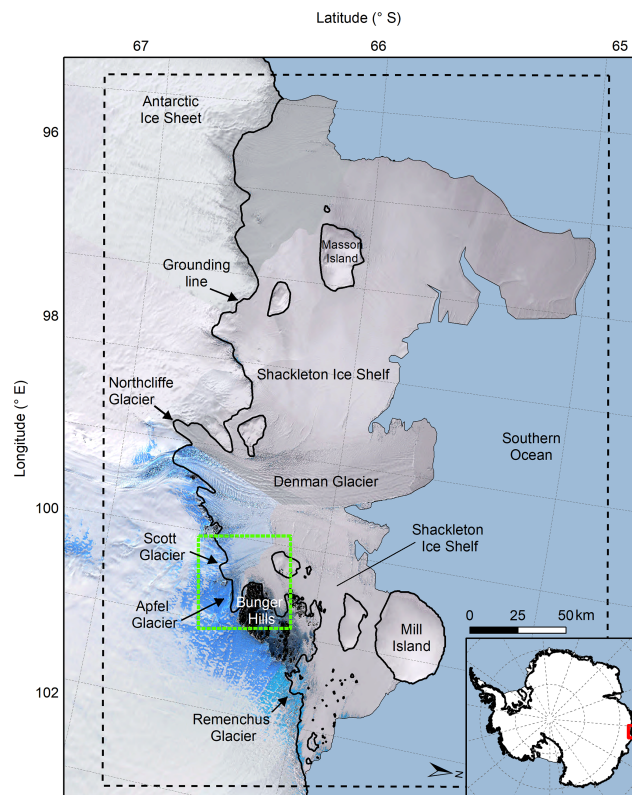 Latitude (° S)
67
66
65
Antarctic
Ice Sheet
96
Masson
Island
Grounding
line
98
Shackleton Ice Shelf
Northcliffe
Glacier
Longitude (° E)
Southern
Ocean
Denman Glacier
100
Scott
Glacier
Shackleton
Ice Shelf
Apfel
Glacier
Bunger
Hills
0 25 50 km
Mill
Island
102
Remenchus
Glacier
N